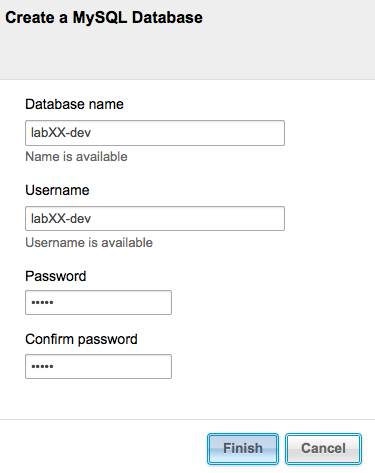 Create a MySQL Database
Database name
labXX-dev
Name is available
Username
labXX-dev
Username is available
Password
•••••
Confirm password
•••••
Finish Cancel